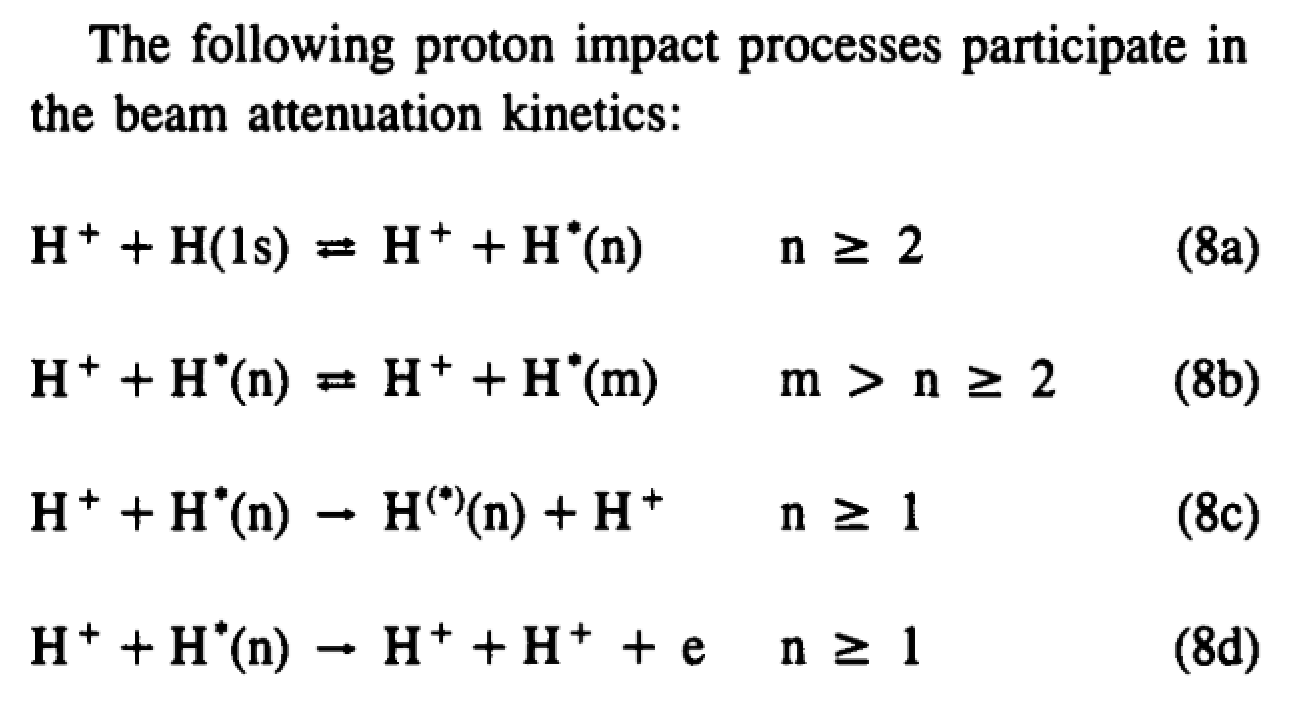 The following proton impact processes participate in
the beam attenuation kinetics:
H⁺ + H(1s) ⇌ H⁺ + H*(n) n ≥ 2 (8a)
H⁺ + H*(n) ⇌ H⁺ + H*(m) m > n ≥ 2 (8b)
H⁺ + H*(n) → H⁽*⁾(n) + H⁺ n ≥ 1 (8c)
H⁺ + H*(n) → H⁺ + H⁺ + e n ≥ 1 (8d)